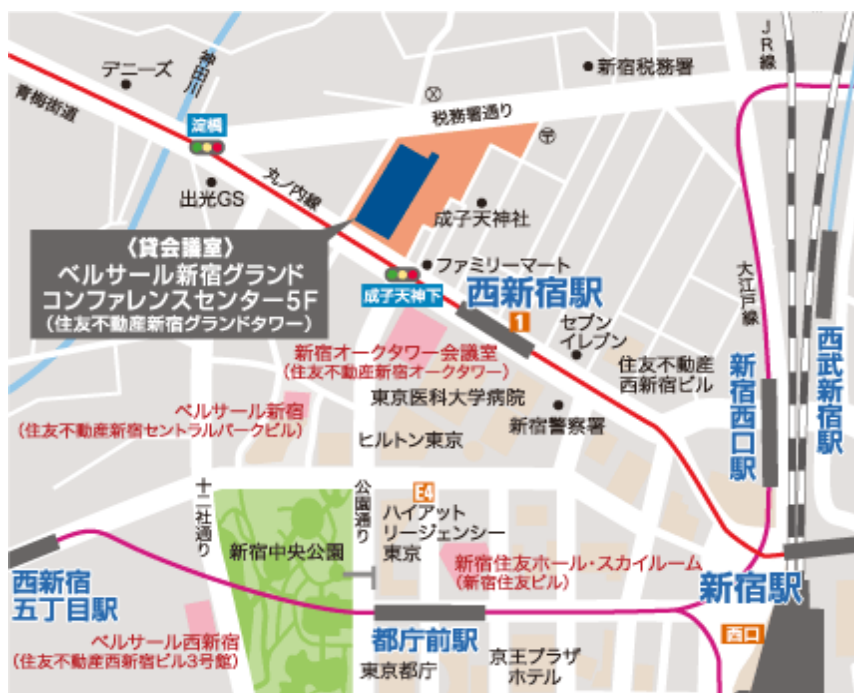 デニーズ
神田川
青梅街道
淀橋
出光GS
丸ノ内線
税務署通り
新宿税務署
JR線
成子天神社
〈貸会議室〉
ベルサール新宿グランド
コンファレンスセンター5F
(住友不動産新宿グランドタワー)
ファミリーマート
成子天神下
西新宿駅
1
セブン
イレブン
大江戸線
新宿オークタワー会議室
(住友不動産新宿オークタワー)
住友不動産
西新宿ビル
新宿西口駅
西武新宿駅
東京医科大学病院
新宿警察署
ベルサール新宿
(住友不動産新宿セントラルパークビル)
ヒルトン東京
十二社通り
公園通り
E4
ハイアット
リージェンシー
東京
新宿中央公園
新宿住友ホール・スカイルーム
(新宿住友ビル)
西新宿
五丁目駅
都庁前駅
新宿駅
西口
ベルサール西新宿
(住友不動産西新宿ビル3号館)
東京都庁
京王プラザ
ホテル